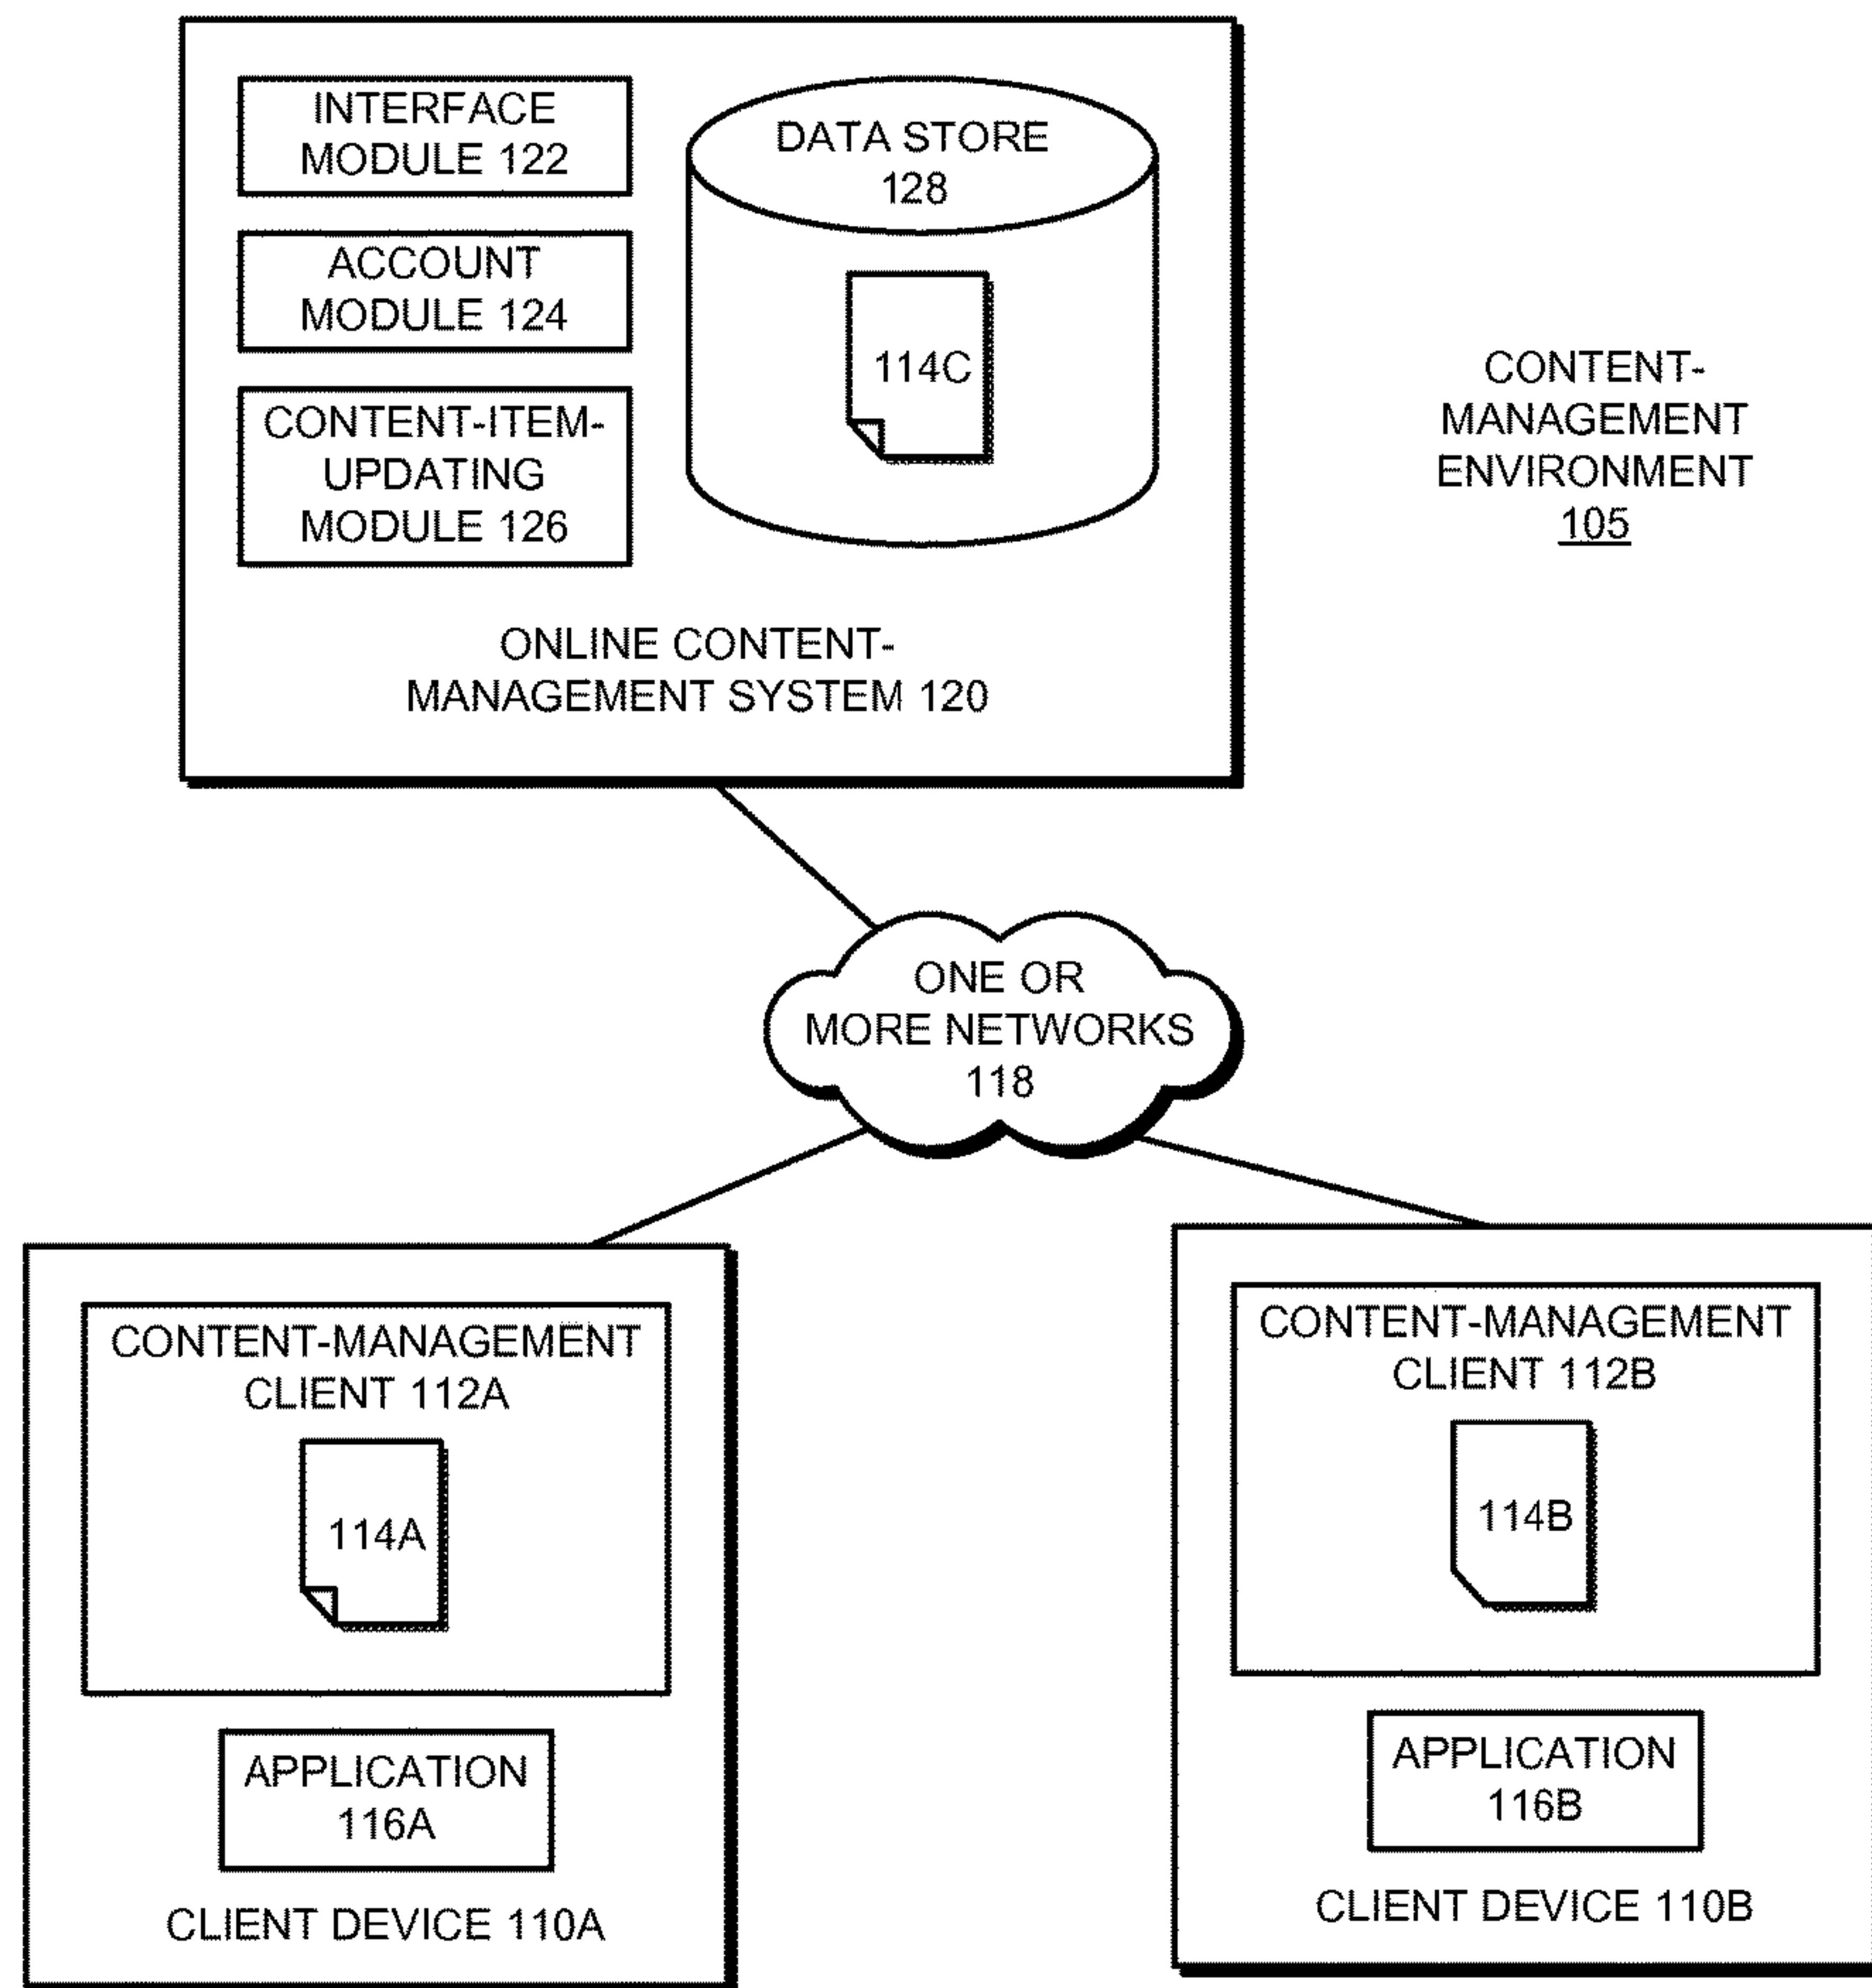 INTERFACE
MODULE 122
ACCOUNT
MODULE 124
CONTENT-ITEM-
UPDATING
MODULE 126
DATA STORE
128
114C
ONLINE CONTENT-
MANAGEMENT SYSTEM 120
CONTENT-
MANAGEMENT
ENVIRONMENT
105
ONE OR
MORE NETWORKS
118
CONTENT-MANAGEMENT
CLIENT 112A
114A
APPLICATION
116A
CLIENT DEVICE 110A
CONTENT-MANAGEMENT
CLIENT 112B
114B
APPLICATION
116B
CLIENT DEVICE 110B